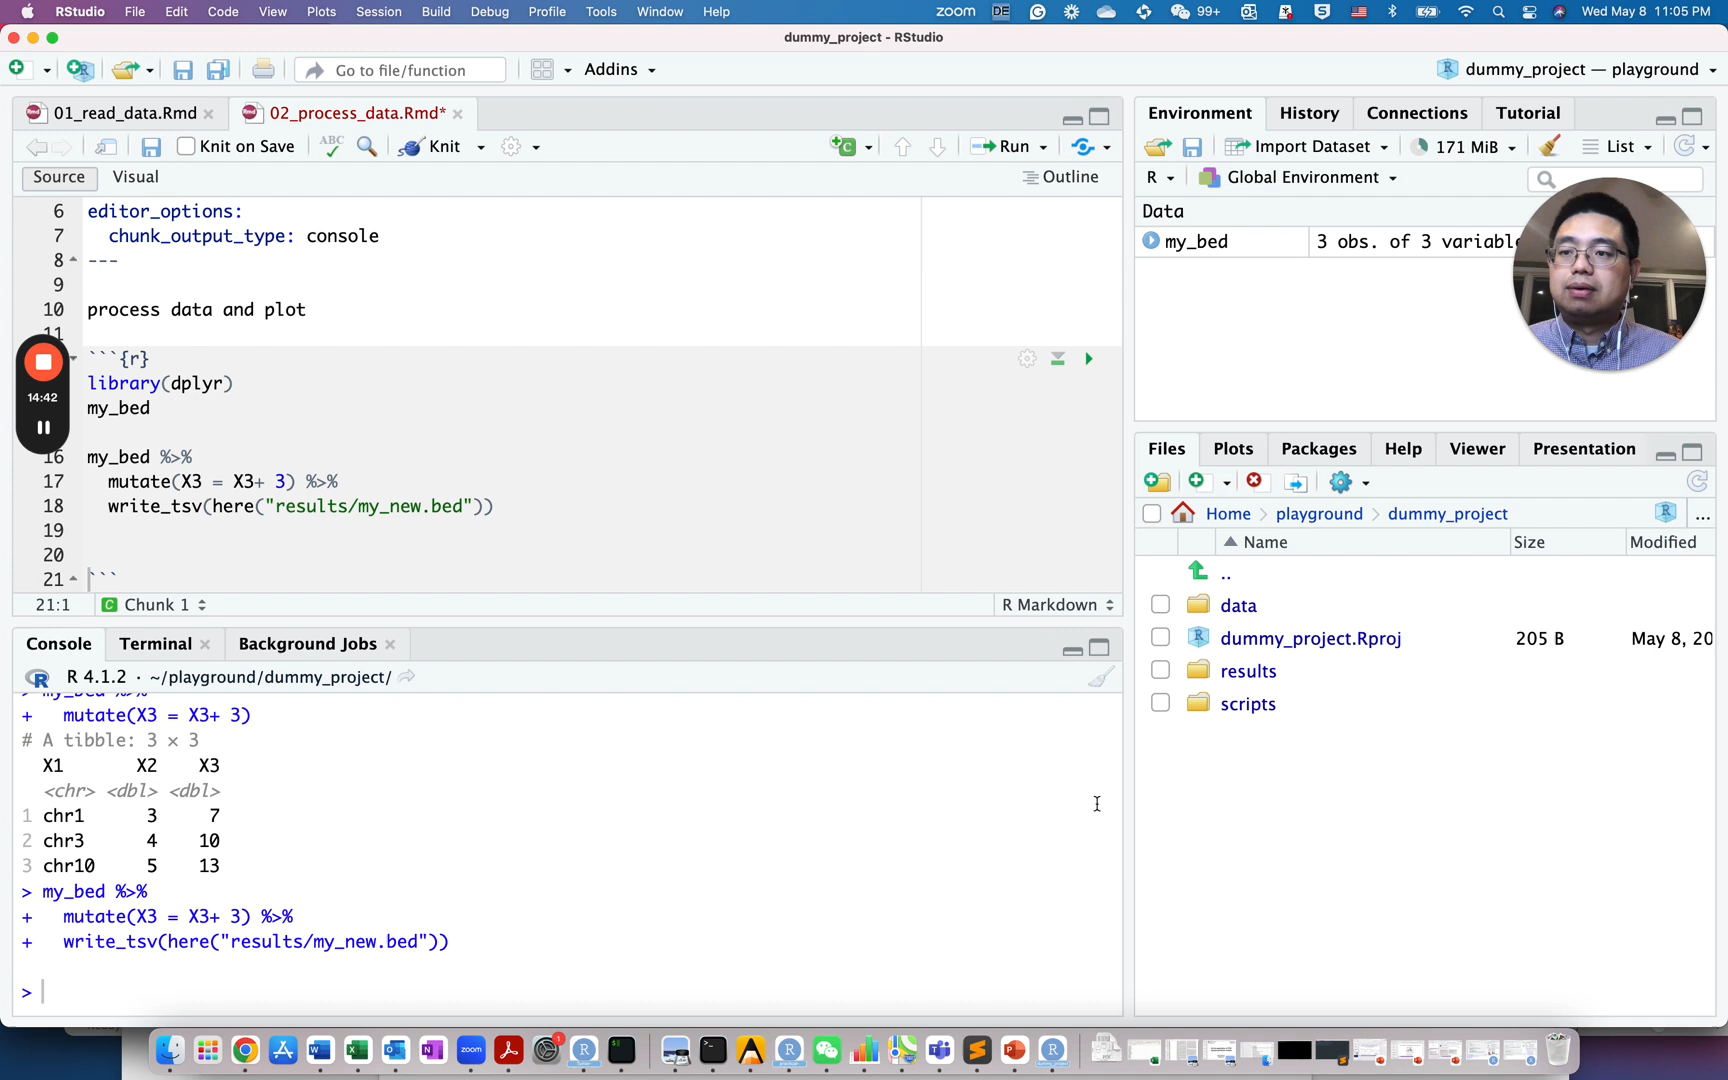 RStudio File Edit Code View Plots Session Build Debug Profile Tools Window Help zoom DE 99+ Wed May 8 11:05 PM
dummy_project - RStudio
Go to file/function Addins dummy_project — playground
01_read_data.Rmd 02_process_data.Rmd*
Knit on Save ABC Knit Run
Source Visual Outline
6 editor_options:
7 chunk_output_type: console
8 ---
9
10 process data and plot
11
```{r}
library(dplyr)
my_bed
16 my_bed %>%
17 mutate(X3 = X3+ 3) %>%
18 write_tsv(here("results/my_new.bed"))
19
20
21 ```
14:42
21:1 C Chunk 1 R Markdown
Console Terminal Background Jobs
R 4.1.2 · ~/playground/dummy_project/
> my_bed %>%
+ mutate(X3 = X3+ 3)
# A tibble: 3 × 3
X1 X2 X3
<chr> <dbl> <dbl>
1 chr1 3 7
2 chr3 4 10
3 chr10 5 13
> my_bed %>%
+ mutate(X3 = X3+ 3) %>%
+ write_tsv(here("results/my_new.bed"))
>
Environment History Connections Tutorial
Import Dataset 171 MiB List
R Global Environment
Data
my_bed 3 obs. of 3 variable
Files Plots Packages Help Viewer Presentation
Home playground dummy_project ...
Name Size Modified
..
data
dummy_project.Rproj 205 B May 8, 20
results
scripts
zoom